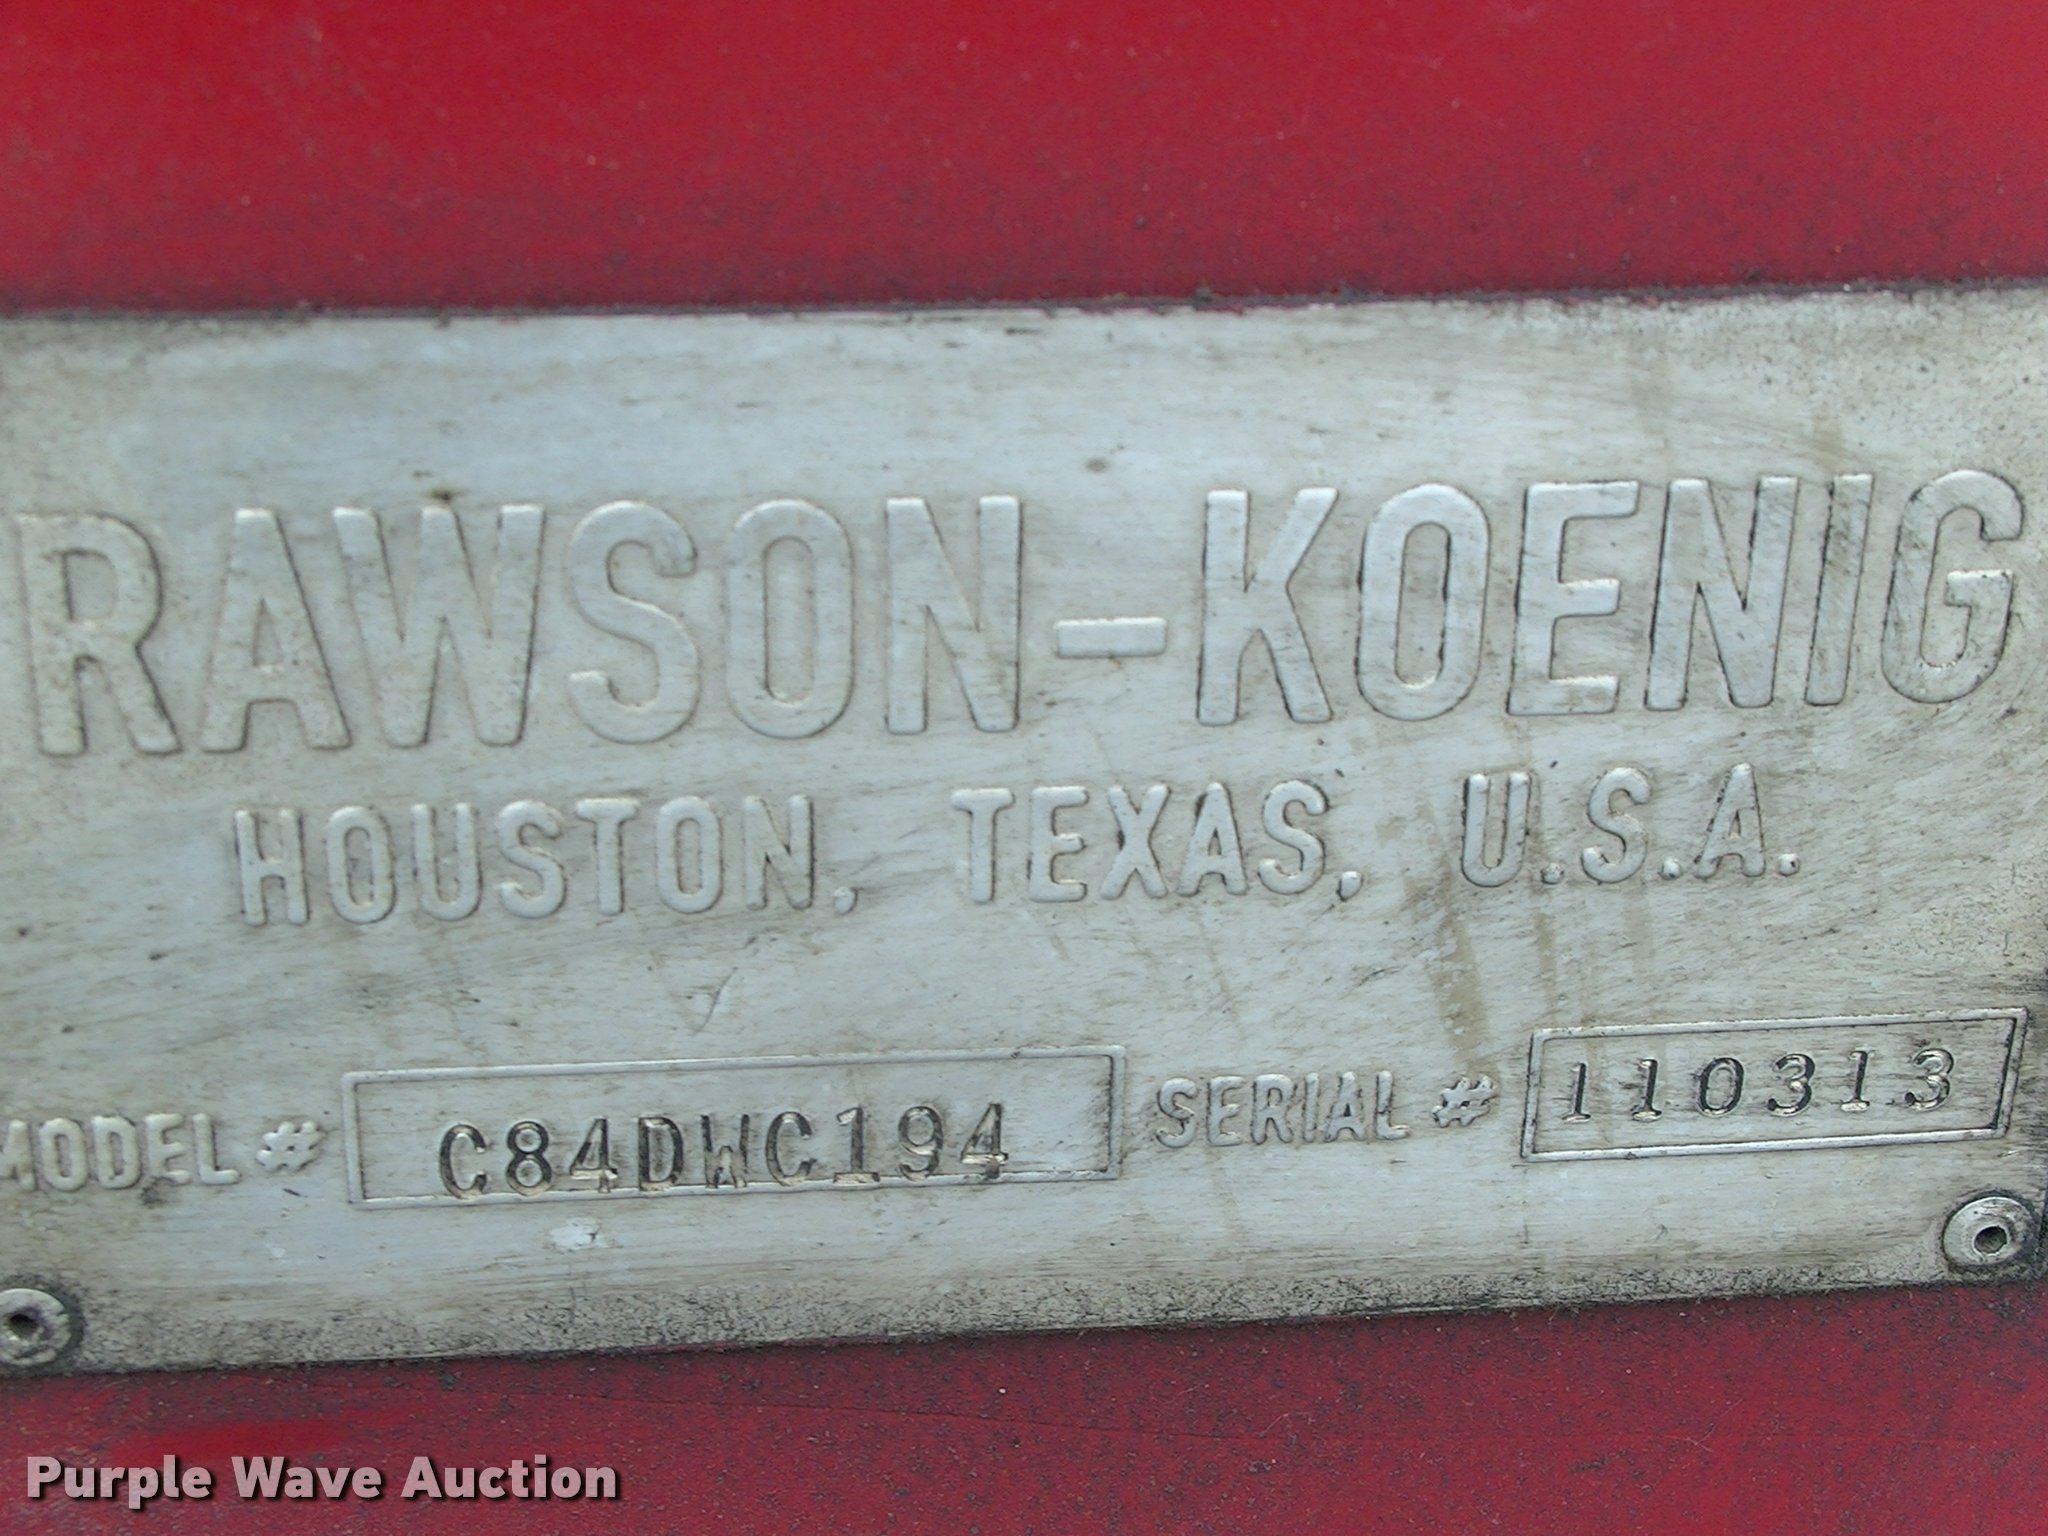 RAWSON-KOENIG
HOUSTON, TEXAS, U.S.A.
MODEL # C84DWC194 SERIAL # 110313
Purple Wave Auction